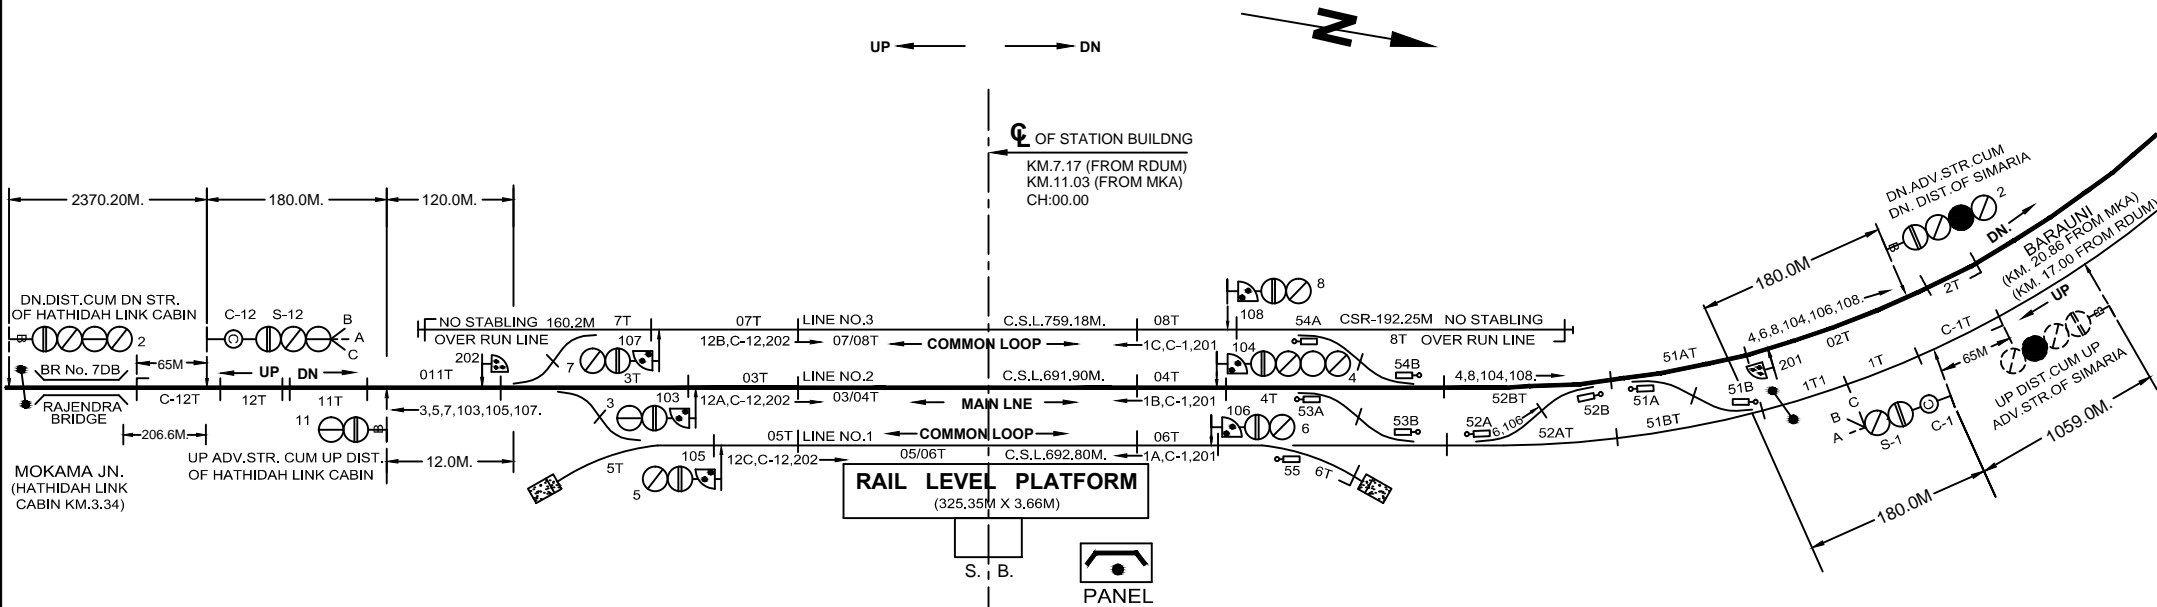 N
UP DN
℄ OF STATION BUILDNG
KM.7.17 (FROM RDUM)
KM.11.03 (FROM MKA)
CH:00.00
2370.20M. 180.0M. 120.0M.
DN.DIST.CUM DN STR.
OF HATHIDAH LINK CABIN
B 2
C-12 S-12
B
A
C
65M
BR No. 7DB
RAJENDRA
BRIDGE
206.6M.
UP DN
C-12T 12T 11T
011T
202
11 B
3,5,7,103,105,107.
UP ADV.STR. CUM UP DIST.
OF HATHIDAH LINK CABIN
12.0M.
MOKAMA JN.
(HATHIDAH LINK
CABIN KM.3.34)
NO STABLING 160.2M 7T
OVER RUN LINE
107
7
3T
3 103
5T
105
5
07T LINE NO.3 C.S.L.759.18M. 08T
12B,C-12,202 07/08T COMMON LOOP 1C,C-1,201
03T LINE NO.2 C.S.L.691.90M. 04T
12A,C-12,202 03/04T MAIN LNE 1B,C-1,201
05T LINE NO.1 COMMON LOOP 06T
12C,C-12,202 05/06T C.S.L.692.80M. 1A,C-1,201
RAIL LEVEL PLATFORM
(325.35M X 3.66M)
S. B.
PANEL
8
108
54A CSR-192.25M NO STABLING
8T OVER RUN LINE
104
4
54B
4,8,104,108.
4T
53A
106
6
53B
52A
6,106
52BT
52B
52AT
55
6T
51AT
51A
51B
51BT
201
4,6,8,104,106,108.
02T
2T
1T1
1T
C-1T
65M
180.0M
DN.ADV.STR.CUM
DN. DIST.OF SIMARIA
B 2
DN.
BARAUNI
(KM. 20.86 FROM MKA)
(KM. 17.00 FROM RDUM)
UP
B
UP DIST.CUM UP
ADV.STR.OF SIMARIA
C
B
A
S-1
C-1
1059.0M.
180.0M